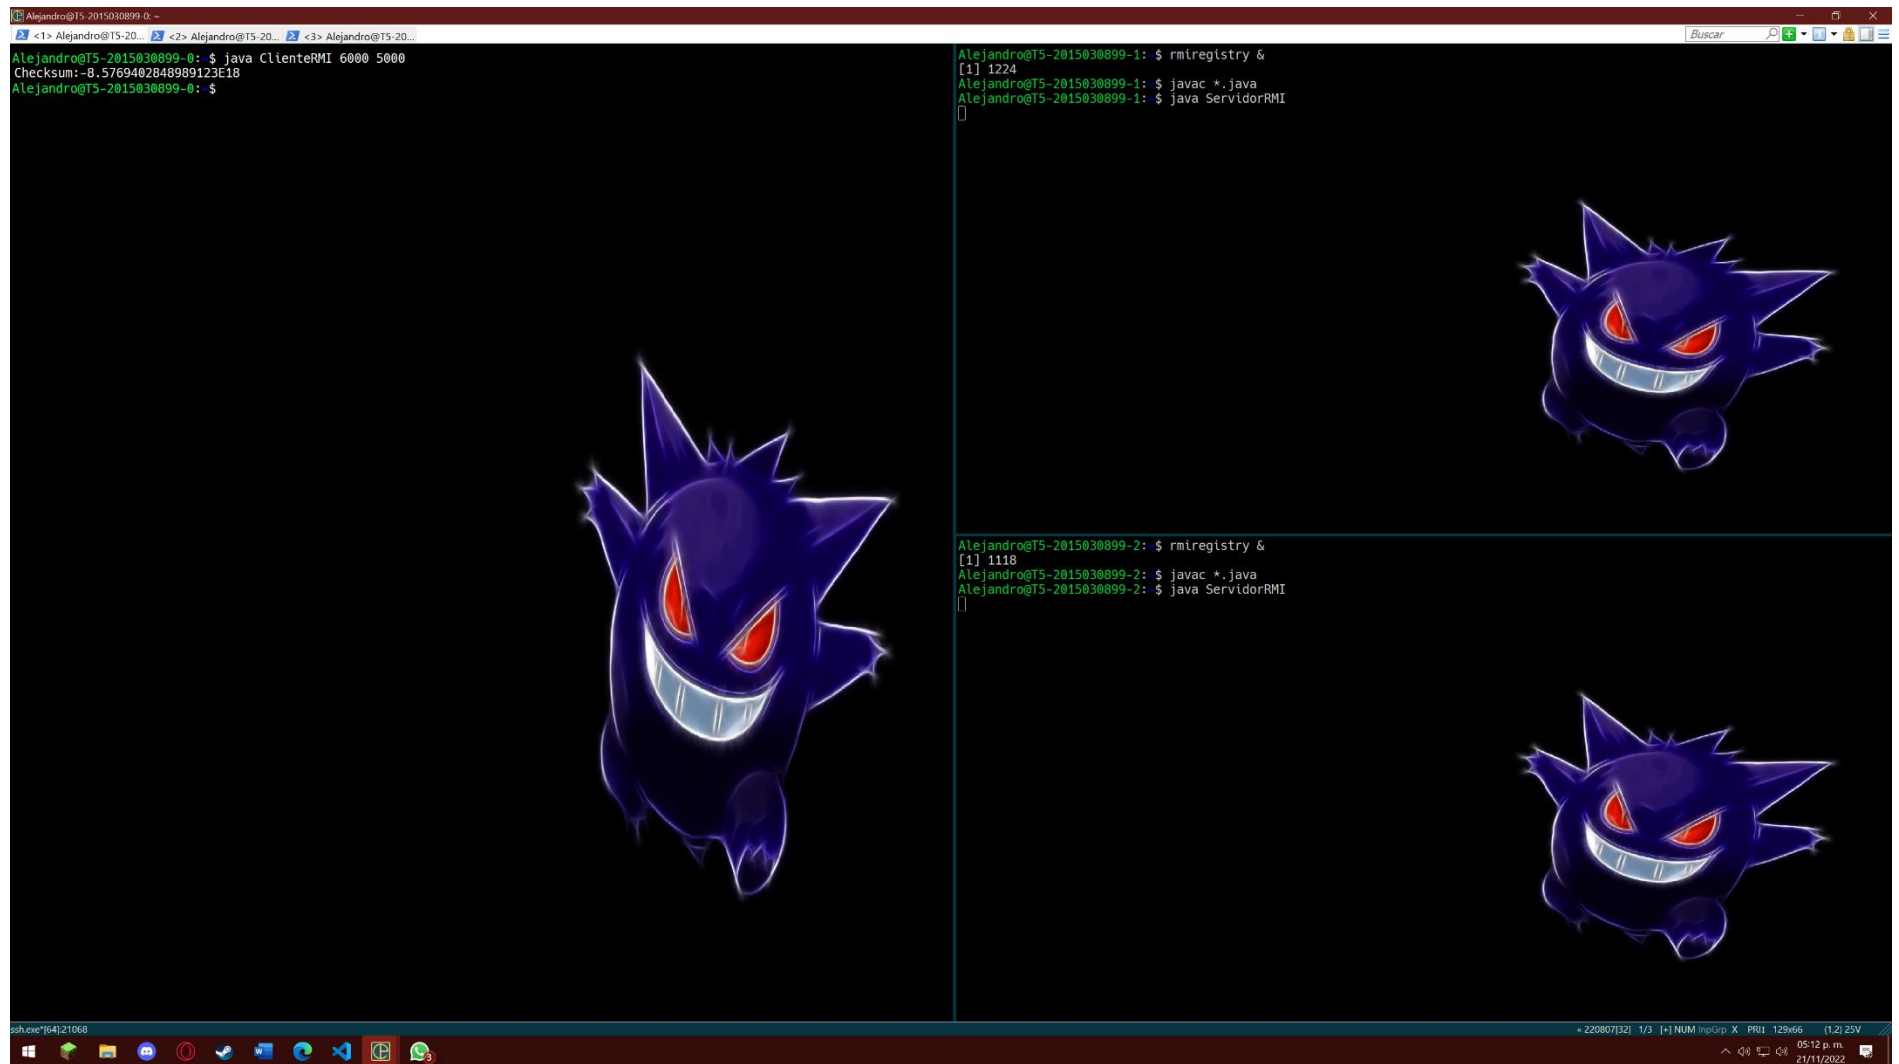 Alejandro@T5-2015030899-0: ~
<1> Alejandro@T5-20... <2> Alejandro@T5-20... <3> Alejandro@T5-20...
Buscar
Alejandro@T5-2015030899-0:~$ java ClienteRMI 6000 5000
Checksum:-8.5769402848989123E18
Alejandro@T5-2015030899-0:~$
Alejandro@T5-2015030899-1:~$ rmiregistry &
[1] 1224
Alejandro@T5-2015030899-1:~$ javac *.java
Alejandro@T5-2015030899-1:~$ java ServidorRMI
Alejandro@T5-2015030899-2:~$ rmiregistry &
[1] 1118
Alejandro@T5-2015030899-2:~$ javac *.java
Alejandro@T5-2015030899-2:~$ java ServidorRMI
ssh.exe*[64]:21068
« 220807[32] 1/3 [+] NUM InpGrp X PRI↕ 129x66 (1,2) 25V
3
05:12 p. m.
21/11/2022